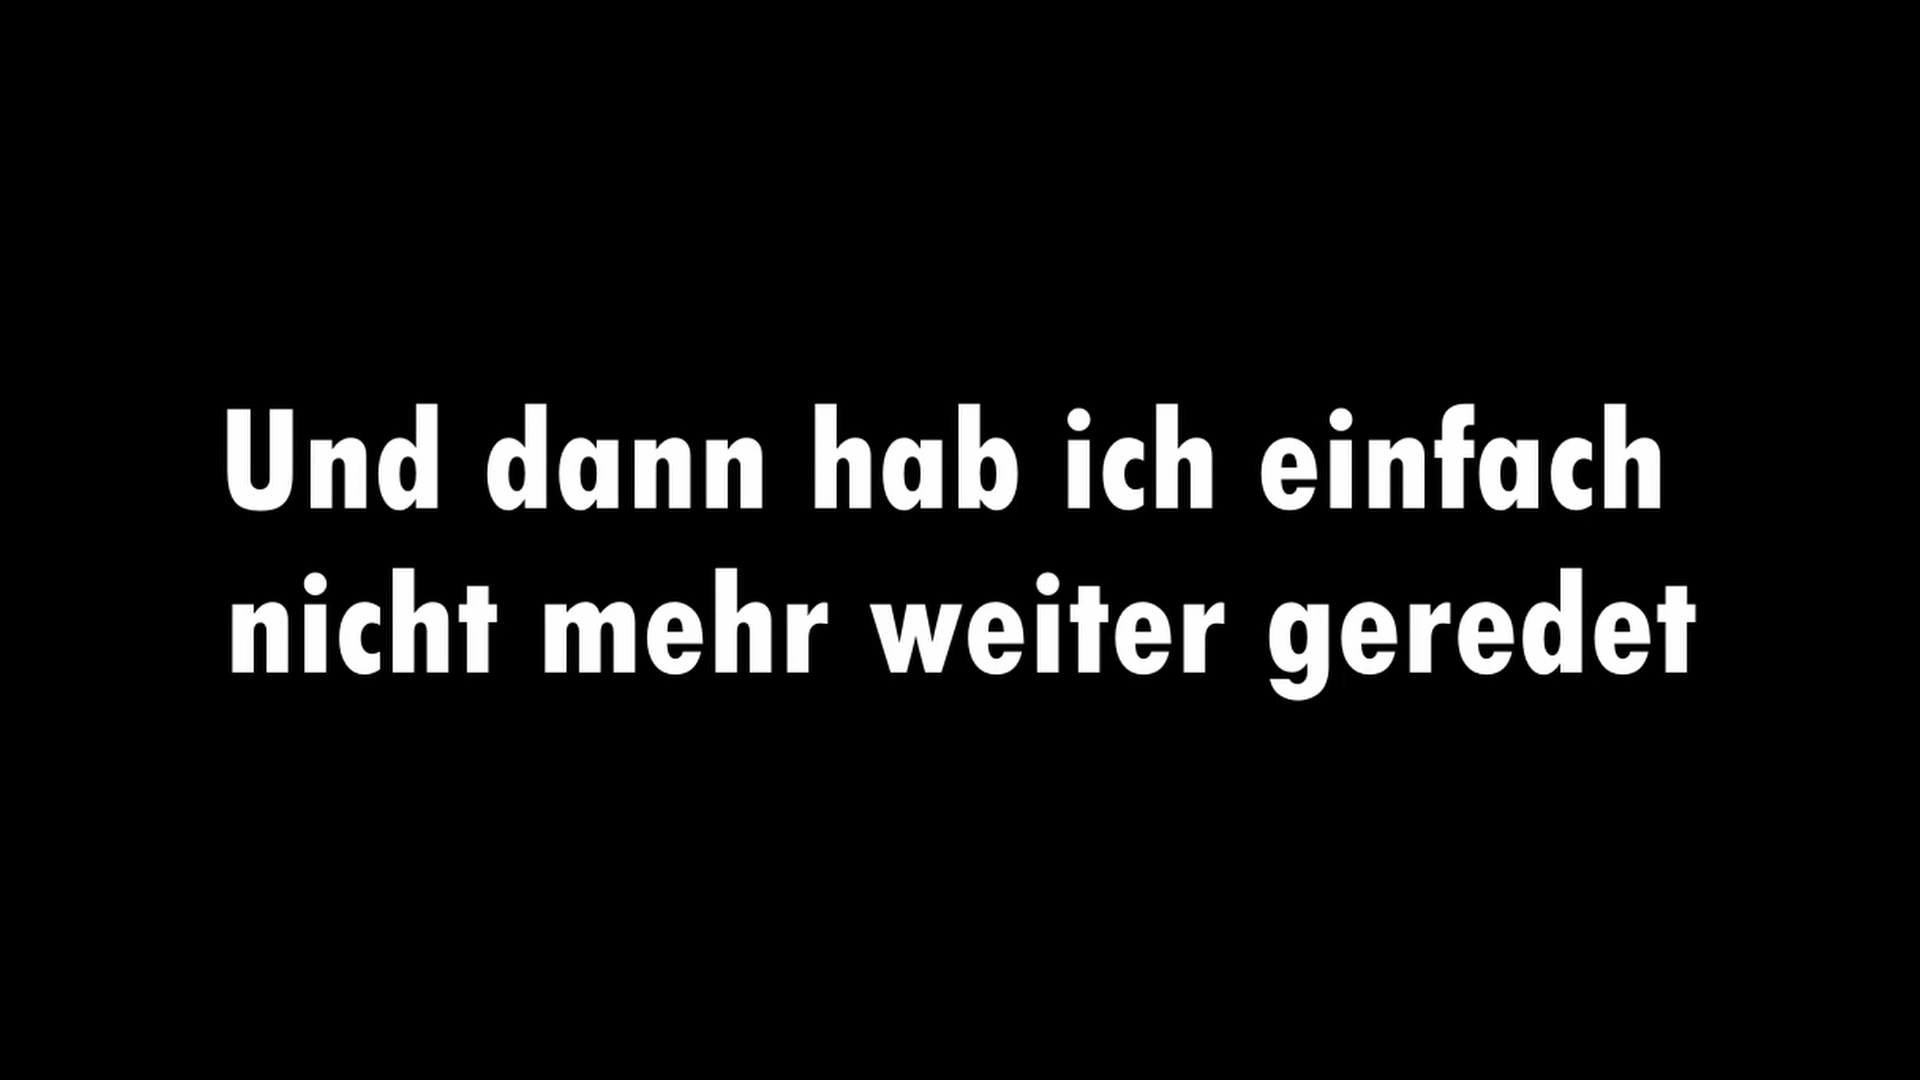 Und dann hab ich einfach
nicht mehr weiter geredet